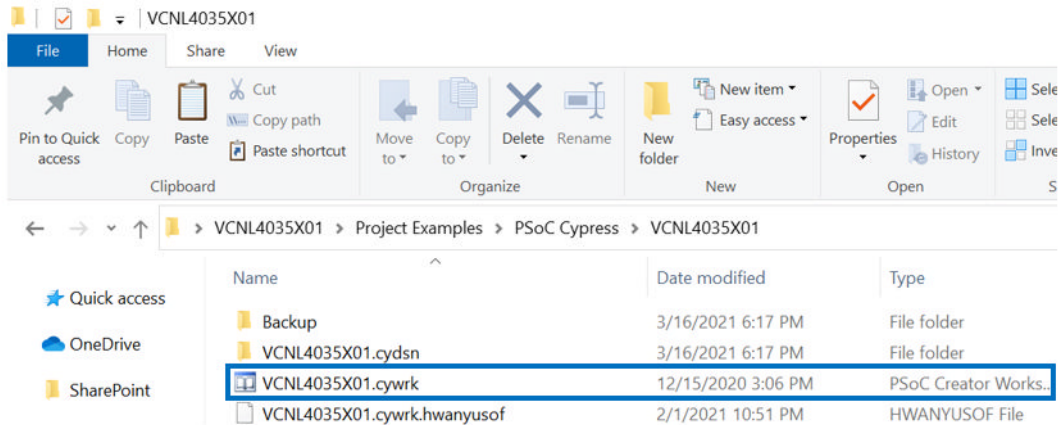 VCNL4035X01
File Home Share View
Pin to Quick access Copy Paste Cut Copy path Paste shortcut Move to Copy to Delete Rename New folder New item Easy access Properties Open Edit History Sele Sele Inve
Clipboard Organize New Open S
VCNL4035X01 > Project Examples > PSoC Cypress > VCNL4035X01
Name Date modified Type
Quick access
OneDrive
SharePoint
Backup 3/16/2021 6:17 PM File folder
VCNL4035X01.cydsn 3/16/2021 6:17 PM File folder
VCNL4035X01.cywrk 12/15/2020 3:06 PM PSoC Creator Works...
VCNL4035X01.cywrk.hwanyusof 2/1/2021 10:51 PM HWANYUSOF File